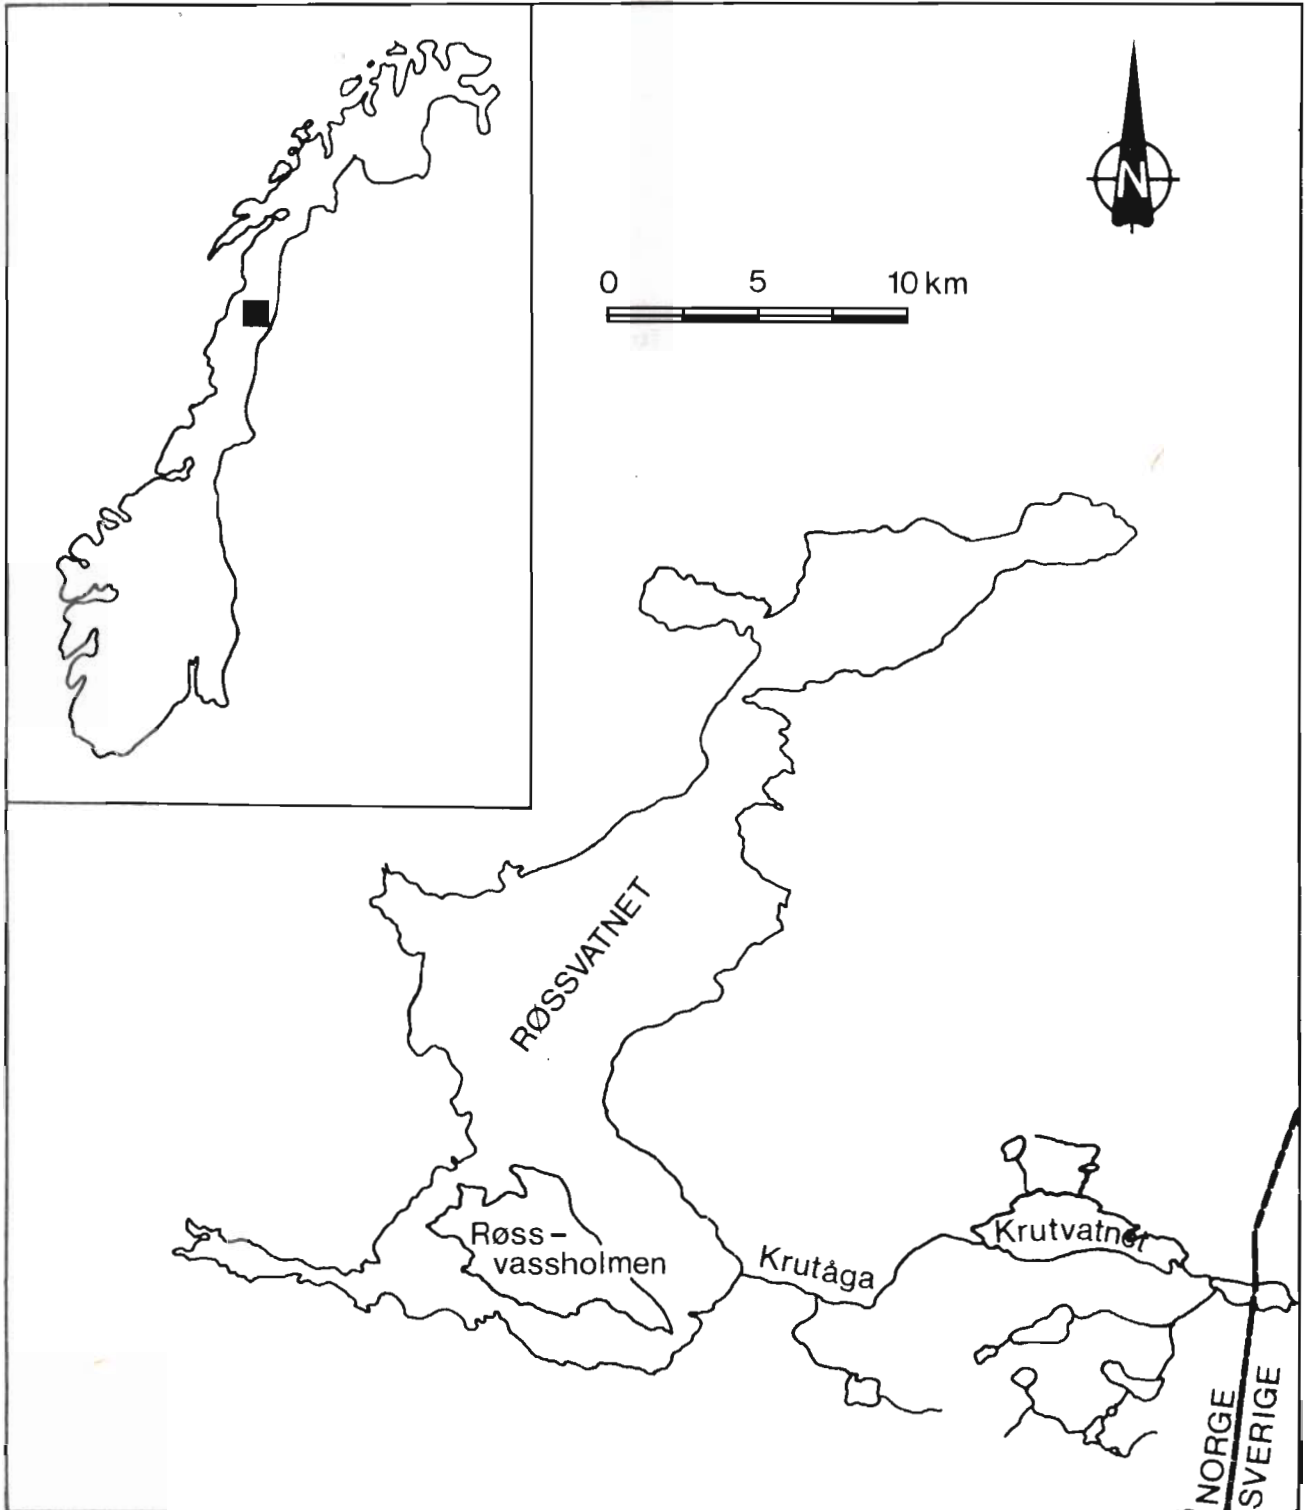 N
0 5 10 km
RØSSVATNET
Røss-
vassholmen
Krutåga
Krutvatnet
NORGE
SVERIGE